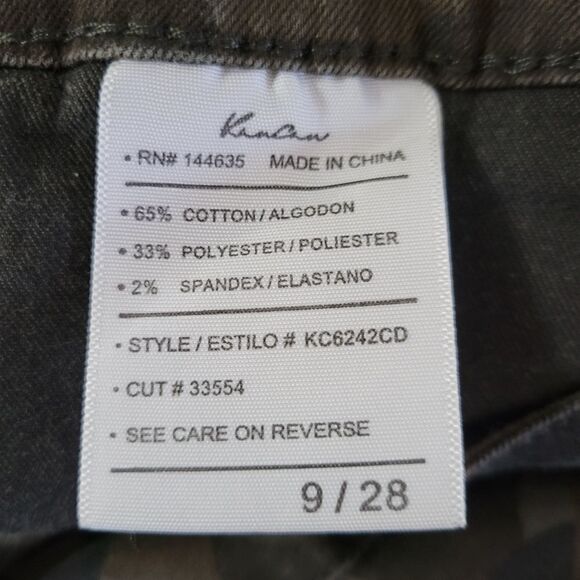 KanCan
• RN# 144635 MADE IN CHINA
• 65% COTTON / ALGODON
• 33% POLYESTER / POLIESTER
• 2% SPANDEX / ELASTANO
• STYLE / ESTILO # KC6242CD
• CUT # 33554
• SEE CARE ON REVERSE
9 / 28